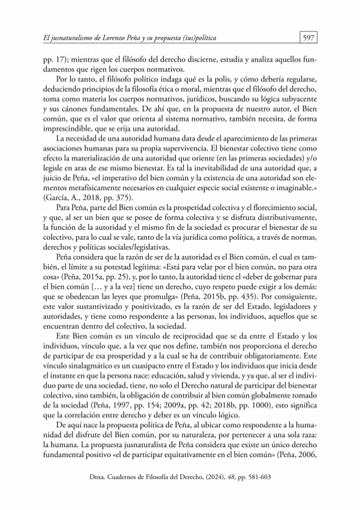 El jusnaturalismo de Lorenzo Peña y su propuesta (ius)política 597
pp. 17); mientras que el filósofo del derecho discierne, estudia y analiza aquellos fun-
damentos que rigen los cuerpos normativos.
Por lo tanto, el filósofo político indaga qué es la polis, y cómo debería regularse,
deduciendo principios de la filosofía ética o moral, mientras que el filósofo del derecho,
toma como materia los cuerpos normativos, jurídicos, buscando su lógica subyacente
y sus cánones fundamentales. De ahí que, en la propuesta de nuestro autor, el Bien
común, que es el valor que orienta al sistema normativo, también necesita, de forma
imprescindible, que se erija una autoridad.
La necesidad de una autoridad humana data desde el aparecimiento de las primeras
asociaciones humanas para su propia supervivencia. El bienestar colectivo tiene como
efecto la materialización de una autoridad que oriente (en las primeras sociedades) y/o
legisle en aras de ese mismo bienestar. Es tal la inevitabilidad de una autoridad que, a
juicio de Peña, «el imperativo del bien común y la existencia de una autoridad son ele-
mentos metafísicamente necesarios en cualquier especie social existente o imaginable.»
(García, A., 2018, pp. 375).
Para Peña, parte del Bien común es la prosperidad colectiva y el florecimiento social,
y que, al ser un bien que se posee de forma colectiva y se disfruta distributivamente,
la función de la autoridad y el mismo fin de la sociedad es procurar el bienestar de su
colectivo, para lo cual se vale, tanto de la vía jurídica como política, a través de normas,
derechos y políticas sociales/legislativas.
Peña considera que la razón de ser de la autoridad es el Bien común, el cual es tam-
bién, el límite a su potestad legítima: «Está para velar por el bien común, no para otra
cosa» (Peña, 2015a, pp. 25), y, por lo tanto, la autoridad tiene el «deber de gobernar para
el bien común [… y a la vez] tiene un derecho, cuyo respeto puede exigir a los demás:
que se obedezcan las leyes que promulga» (Peña, 2015b, pp. 435). Por consiguiente,
este valor sustantivizado y positivizado, es la razón de ser del Estado, legisladores y
autoridades, y tiene como respondente a las personas, los individuos, aquellos que se
encuentran dentro del colectivo, la sociedad.
Este Bien común es un vínculo de reciprocidad que se da entre el Estado y los
individuos, vínculo que, a la vez que nos define, también nos proporciona el derecho
de participar de esa prosperidad y a la cual se ha de contribuir obligatoriamente. Este
vínculo sinalagmático es un cuasipacto entre el Estado y los individuos que inicia desde
el instante en que la persona nace: educación, salud y vivienda, y ya que, al ser el indivi-
duo parte de una sociedad, tiene, no solo el Derecho natural de participar del bienestar
colectivo, sino también, la obligación de contribuir al bien común globalmente tomado
de la sociedad (Peña, 1997, pp. 154; 2009a, pp. 42; 2018b, pp. 1000), esto significa
que la correlación entre derecho y deber es un vínculo lógico.
De aquí nace la propuesta política de Peña, al ubicar como respondente a la huma-
nidad del disfrute del Bien común, por su naturaleza, por pertenecer a una sola raza:
la humana. La propuesta jusnaturalista de Peña considera que existe un único derecho
fundamental positivo «el de participar equitativamente en el bien común» (Peña, 2006,
Doxa. Cuadernos de Filosofía del Derecho, (2024), 48, pp. 581-603